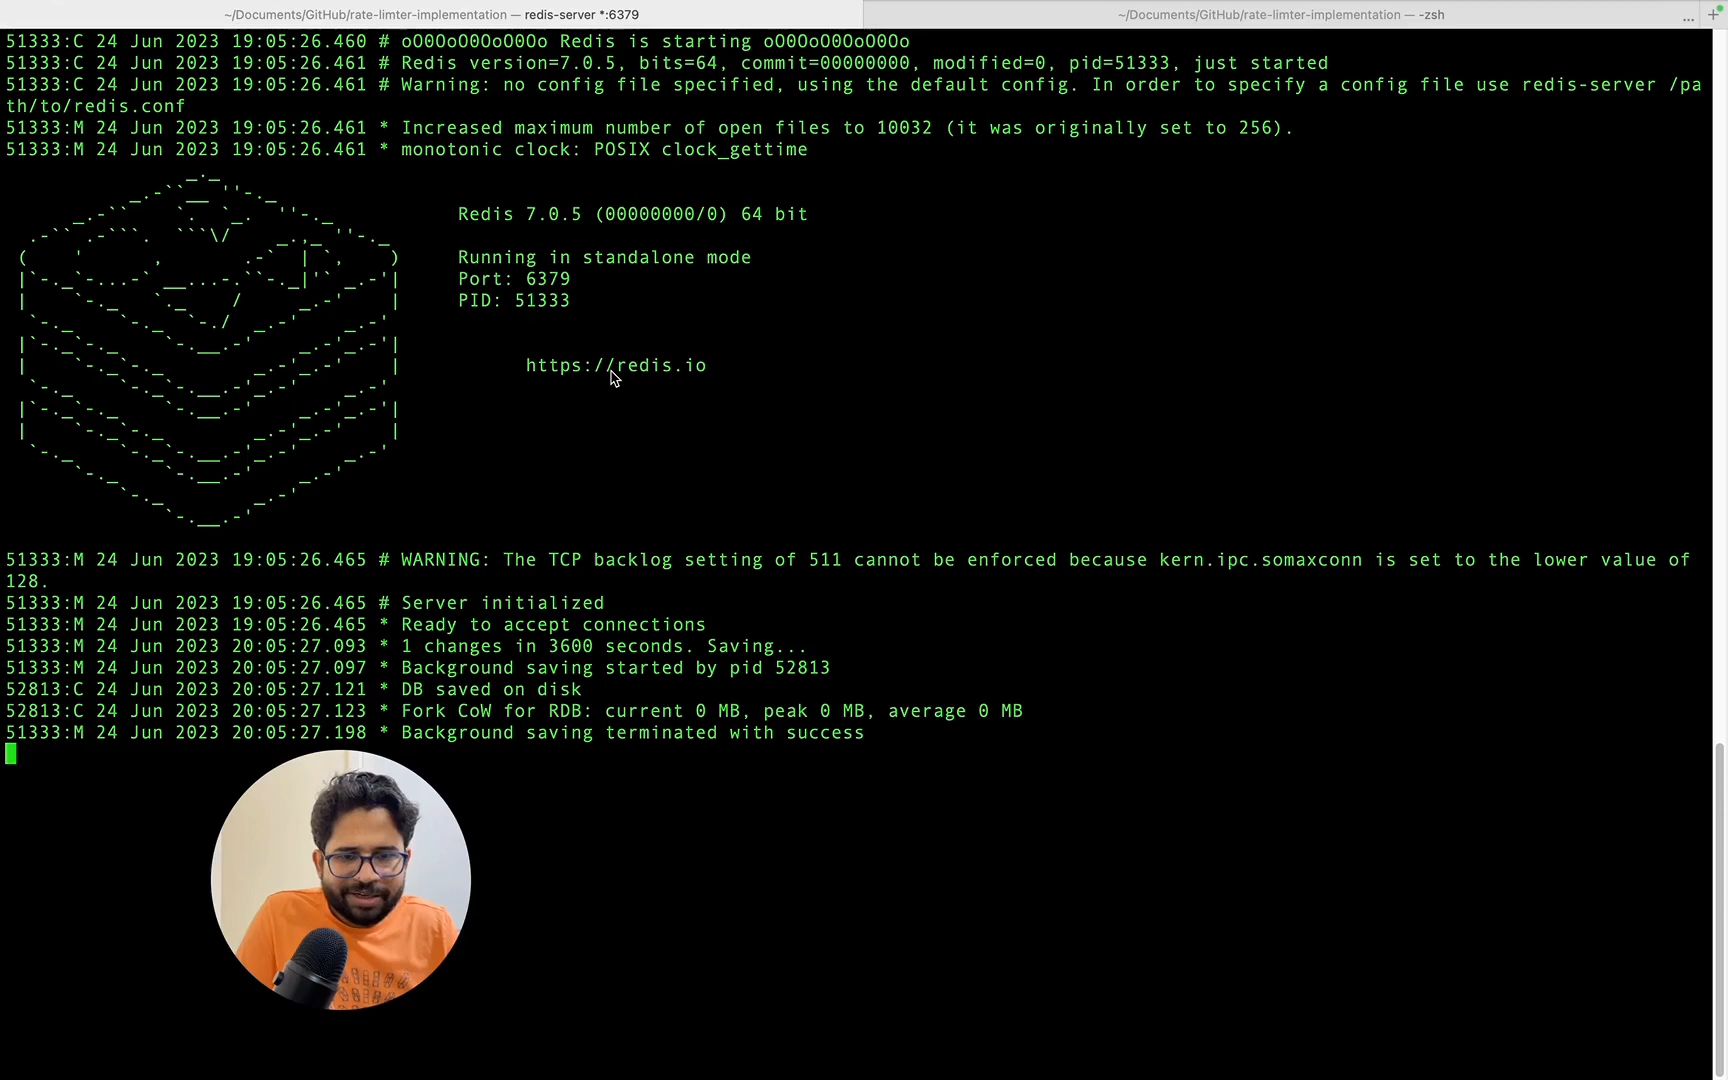 ~/Documents/GitHub/rate-limter-implementation — redis-server *:6379
~/Documents/GitHub/rate-limter-implementation — -zsh
... +
51333:C 24 Jun 2023 19:05:26.460 # oO0OoO0OoO0Oo Redis is starting oO0OoO0OoO0Oo
51333:C 24 Jun 2023 19:05:26.461 # Redis version=7.0.5, bits=64, commit=00000000, modified=0, pid=51333, just started
51333:C 24 Jun 2023 19:05:26.461 # Warning: no config file specified, using the default config. In order to specify a config file use redis-server /pa
th/to/redis.conf
51333:M 24 Jun 2023 19:05:26.461 * Increased maximum number of open files to 10032 (it was originally set to 256).
51333:M 24 Jun 2023 19:05:26.461 * monotonic clock: POSIX clock_gettime
Redis 7.0.5 (00000000/0) 64 bit
Running in standalone mode
Port: 6379
PID: 51333
https://redis.io
51333:M 24 Jun 2023 19:05:26.465 # WARNING: The TCP backlog setting of 511 cannot be enforced because kern.ipc.somaxconn is set to the lower value of
128.
51333:M 24 Jun 2023 19:05:26.465 # Server initialized
51333:M 24 Jun 2023 19:05:26.465 * Ready to accept connections
51333:M 24 Jun 2023 20:05:27.093 * 1 changes in 3600 seconds. Saving...
51333:M 24 Jun 2023 20:05:27.097 * Background saving started by pid 52813
52813:C 24 Jun 2023 20:05:27.121 * DB saved on disk
52813:C 24 Jun 2023 20:05:27.123 * Fork CoW for RDB: current 0 MB, peak 0 MB, average 0 MB
51333:M 24 Jun 2023 20:05:27.198 * Background saving terminated with success